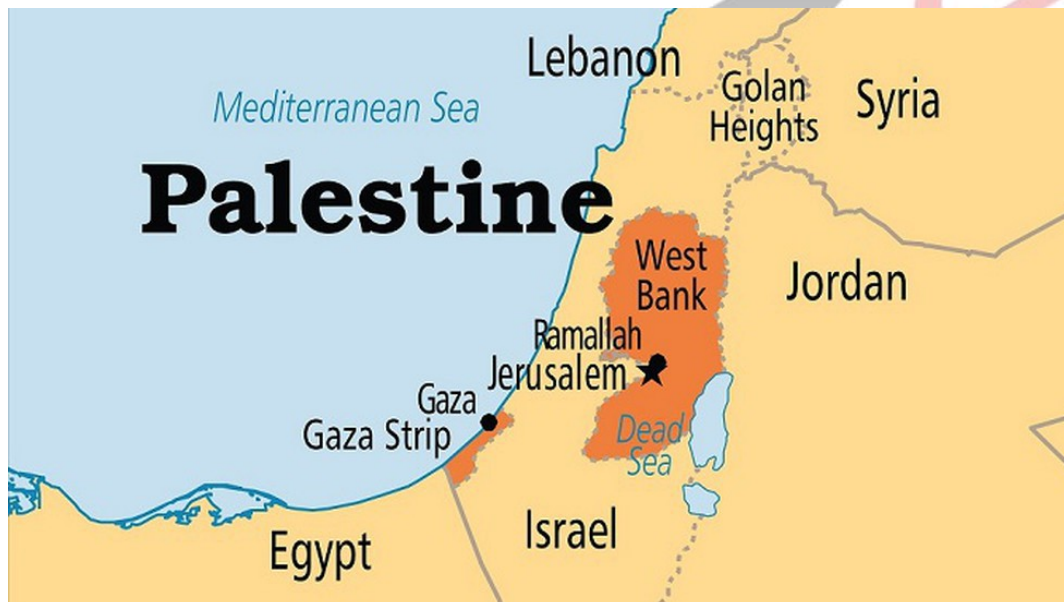 Lebanon
Golan
Heights
Syria
Mediterranean Sea
Palestine
West
Bank
Jordan
Ramallah
Jerusalem
Gaza
Gaza Strip
Dead
Sea
Israel
Egypt